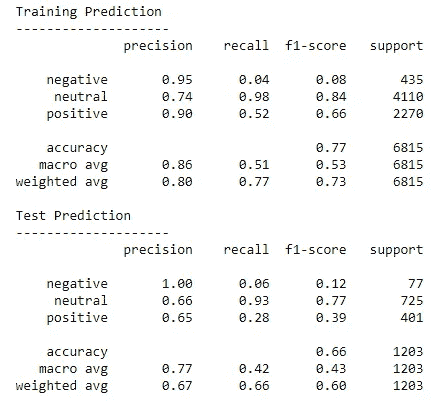 Training Prediction
--------------------
precision recall f1-score support
negative 0.95 0.04 0.08 435
neutral 0.74 0.98 0.84 4110
positive 0.90 0.52 0.66 2270
accuracy 0.77 6815
macro avg 0.86 0.51 0.53 6815
weighted avg 0.80 0.77 0.73 6815
Test Prediction
--------------------
precision recall f1-score support
negative 1.00 0.06 0.12 77
neutral 0.66 0.93 0.77 725
positive 0.65 0.28 0.39 401
accuracy 0.66 1203
macro avg 0.77 0.42 0.43 1203
weighted avg 0.67 0.66 0.60 1203